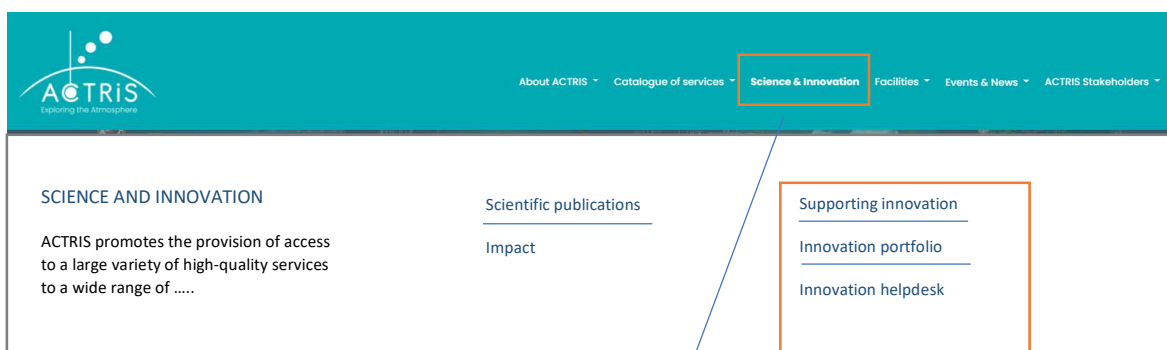 ACTRiS
Exploring the Atmosphere
About ACTRIS Catalogue of services Science & Innovation Facilities Events & News ACTRIS Stakeholders
SCIENCE AND INNOVATION
ACTRIS promotes the provision of access
to a large variety of high-quality services
to a wide range of .....
Scientific publications
Impact
Supporting innovation
Innovation portfolio
Innovation helpdesk